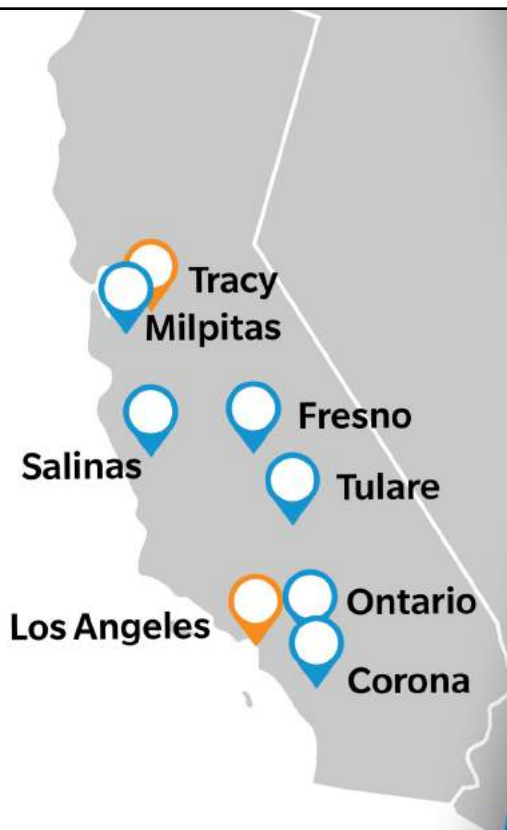 Tracy
Milpitas
Fresno
Salinas
Tulare
Ontario
Los Angeles
Corona